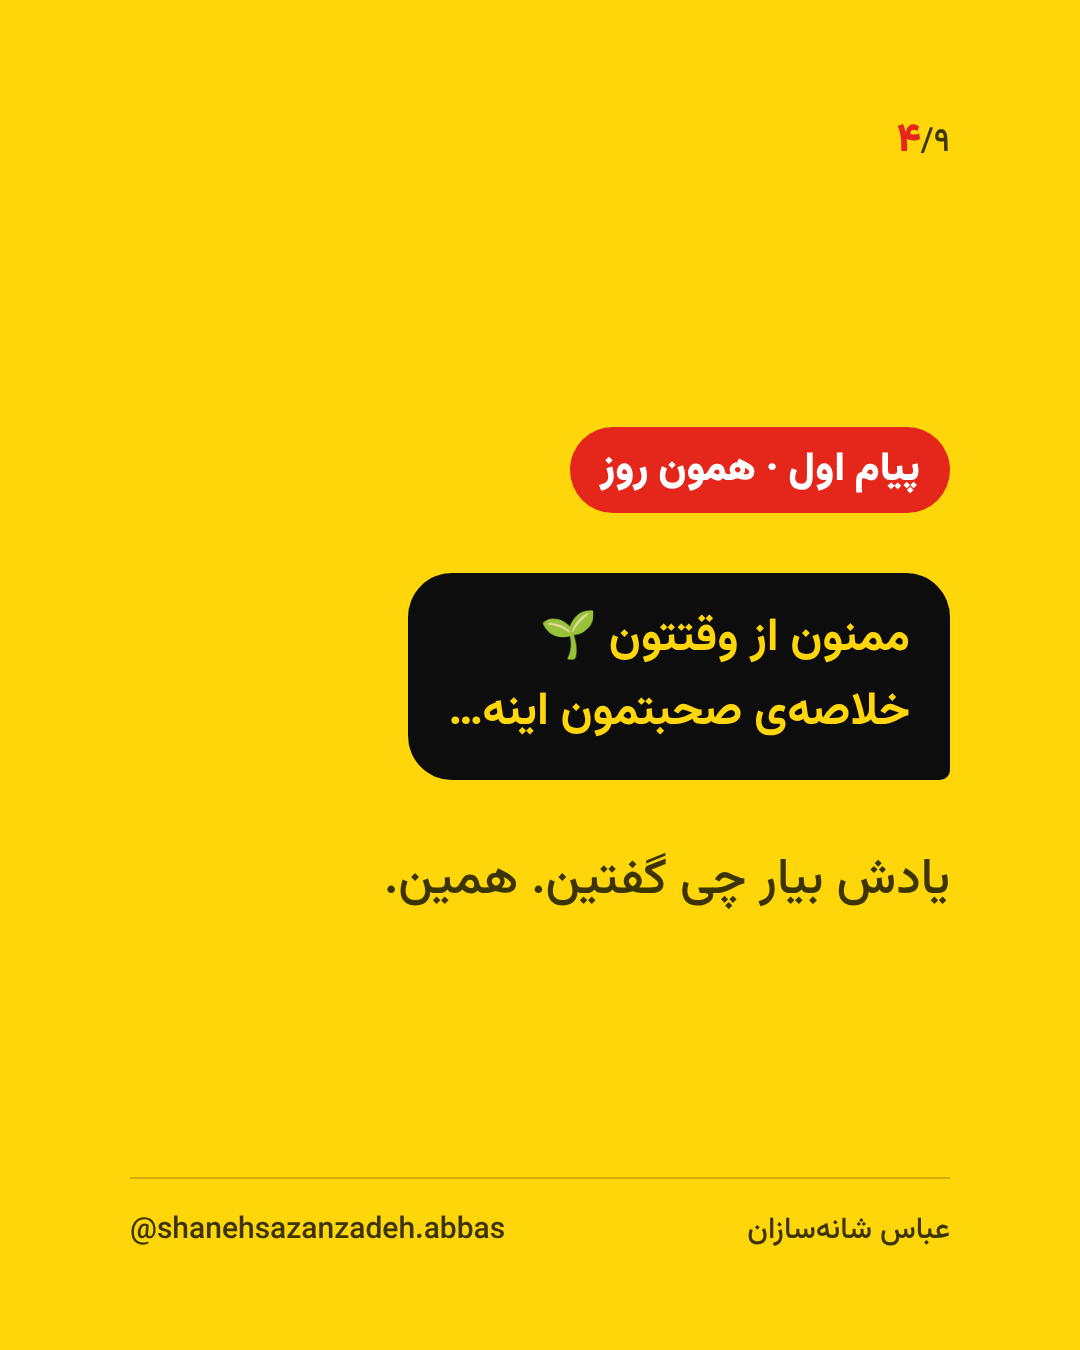 ۴/۹
پیام اول · همون روز
ممنون از وقتتون 🌱
خلاصه‌ی صحبتمون اینه...
یادش بیار چی گفتین. همین.
عباس شانه‌سازان
@shanehsazanzadeh.abbas